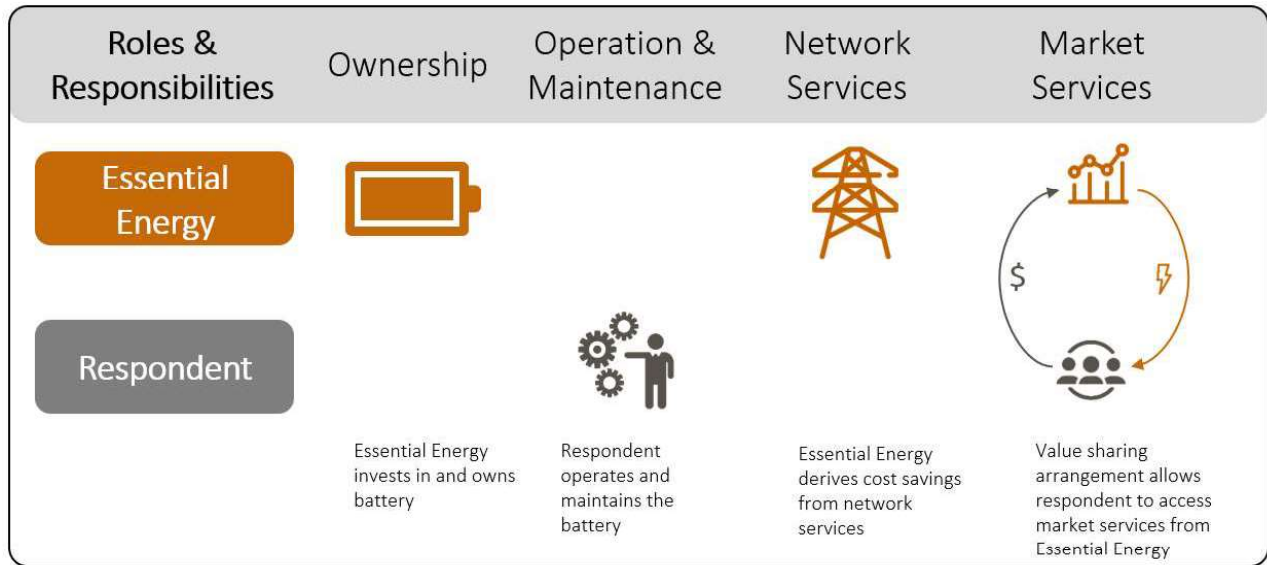 Roles &
Responsibilities
Ownership
Operation &
Maintenance
Network
Services
Market
Services
Essential
Energy
$
Respondent
Essential Energy
invests in and owns
battery
Respondent
operates and
maintains the
battery
Essential Energy
derives cost savings
from network
services
Value sharing
arrangement allows
respondent to access
market services from
Essential Energy